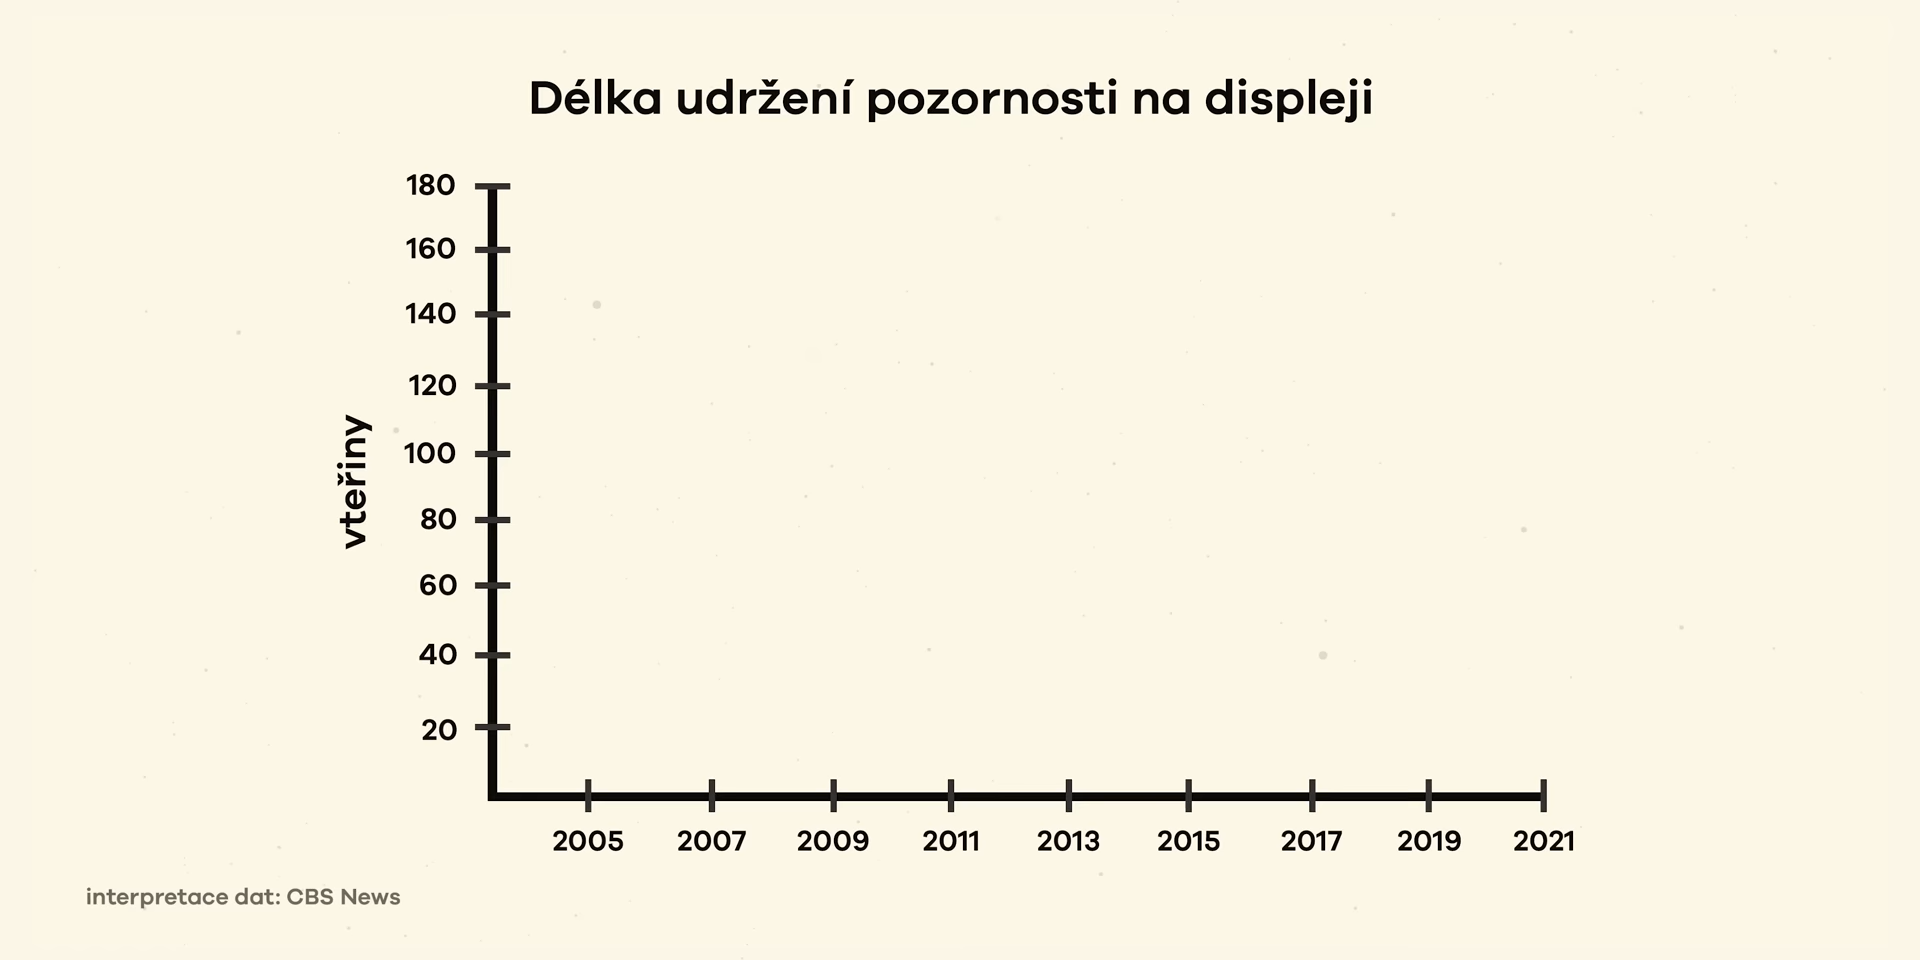 Délka udržení pozornosti na displeji
180
160
140
120
100
80
60
40
20
vteřiny
2005 2007 2009 2011 2013 2015 2017 2019 2021
interpretace dat: CBS News